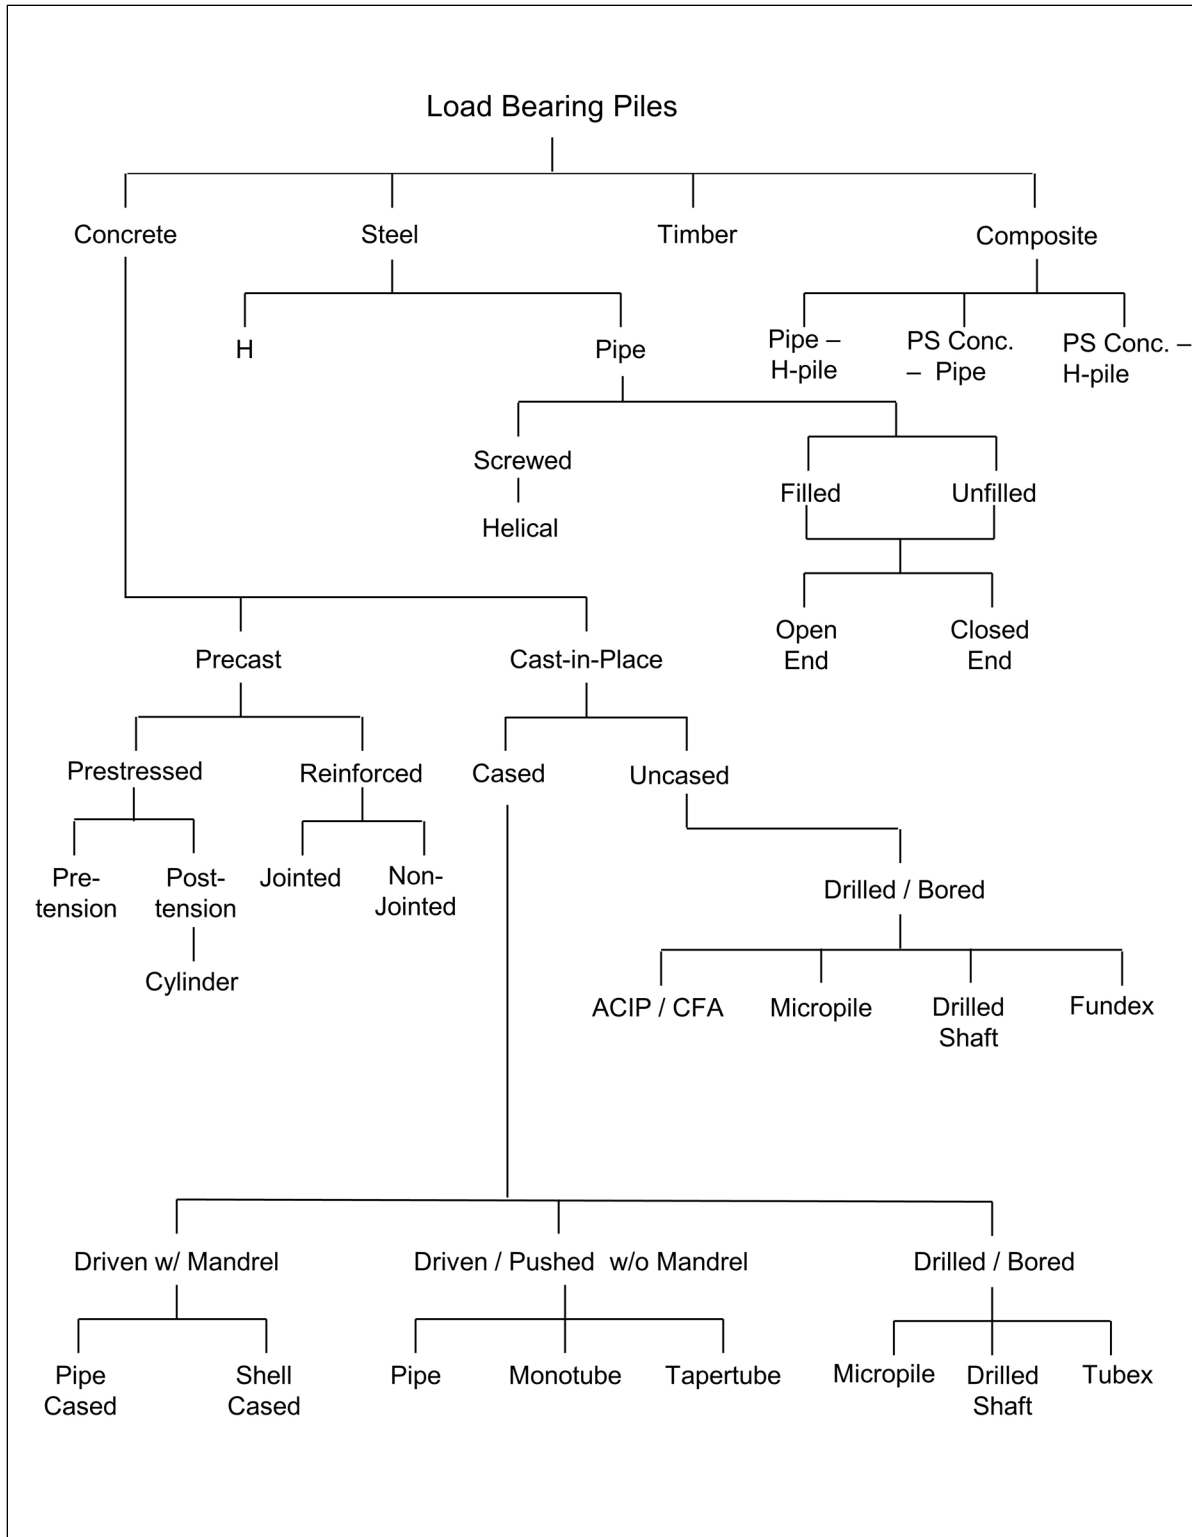 Load Bearing Piles
Concrete
Steel
Timber
Composite
H
Pipe
Pipe –
H-pile
PS Conc.
– Pipe
PS Conc. –
H-pile
Screwed
Filled
Unfilled
Helical
Open
End
Closed
End
Precast
Cast-in-Place
Prestressed
Reinforced
Cased
Uncased
Pre-
tension
Post-
tension
Jointed
Non-
Jointed
Drilled / Bored
Cylinder
ACIP / CFA
Micropile
Drilled
Shaft
Fundex
Driven w/ Mandrel
Driven / Pushed w/o Mandrel
Drilled / Bored
Pipe
Cased
Shell
Cased
Pipe
Monotube
Tapertube
Micropile
Drilled
Shaft
Tubex